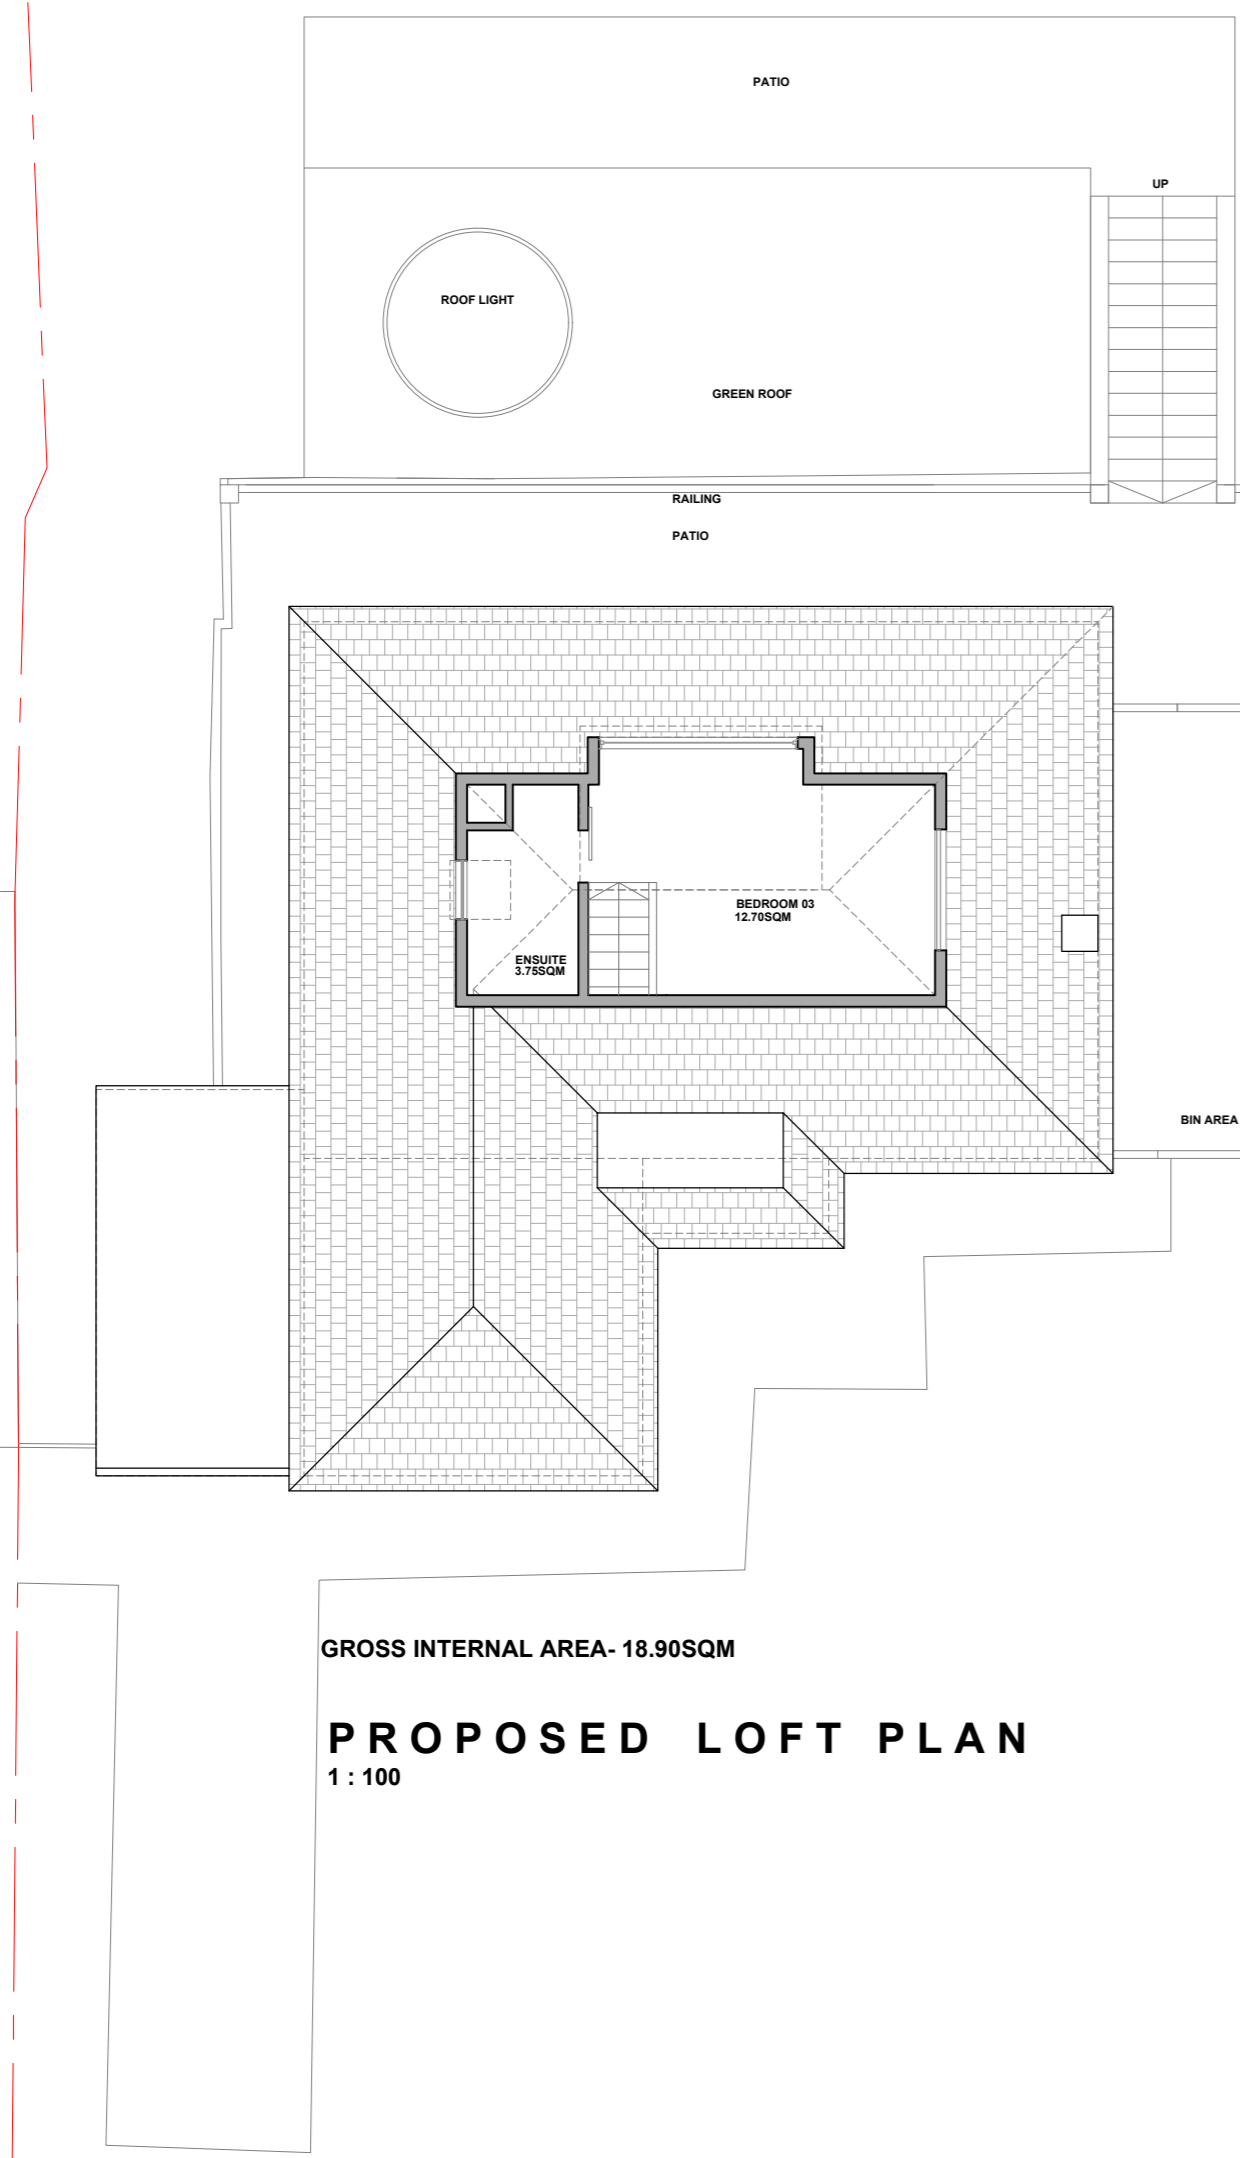 PATIO
UP
ROOF LIGHT
GREEN ROOF
RAILING
PATIO
BEDROOM 03
12.70SQM
ENSUITE
3.75SQM
BIN AREA
GROSS INTERNAL AREA- 18.90SQM
PROPOSED LOFT PLAN
1 : 100